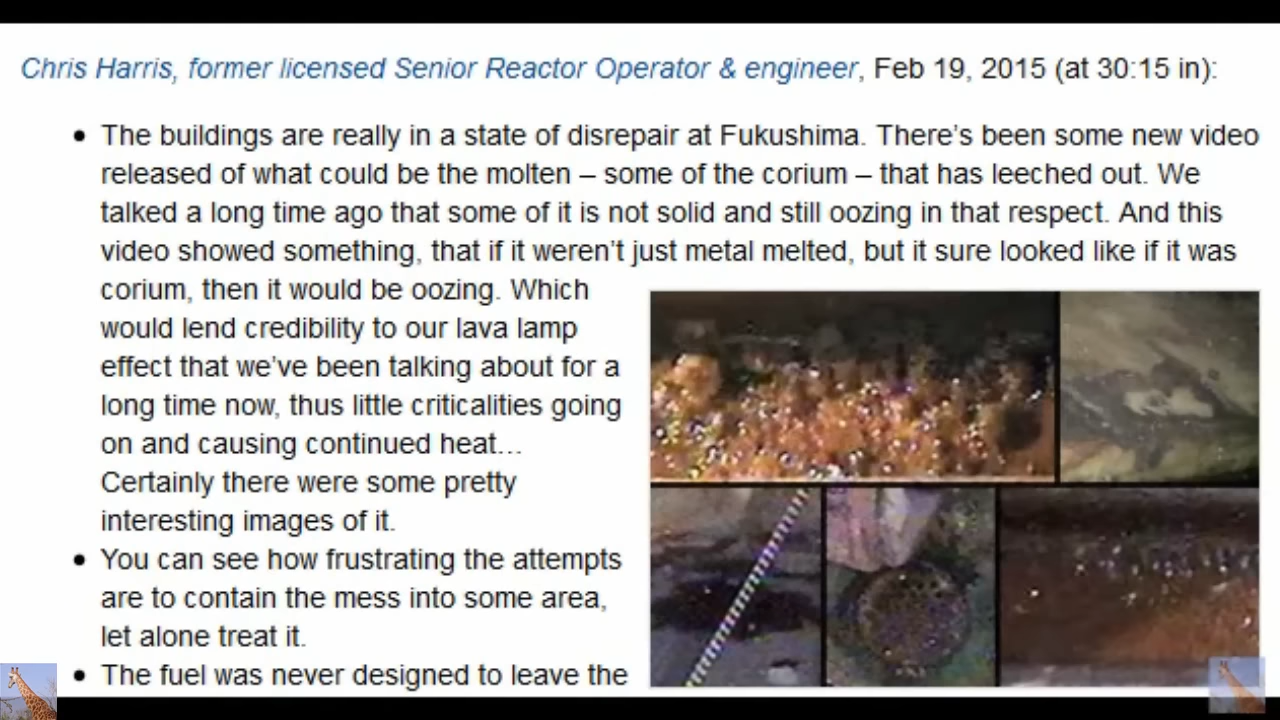 Chris Harris, former licensed Senior Reactor Operator & engineer, Feb 19, 2015 (at 30:15 in):
• The buildings are really in a state of disrepair at Fukushima. There's been some new video
released of what could be the molten – some of the corium – that has leeched out. We
talked a long time ago that some of it is not solid and still oozing in that respect. And this
video showed something, that if it weren't just metal melted, but it sure looked like if it was
corium, then it would be oozing. Which
would lend credibility to our lava lamp
effect that we've been talking about for a
long time now, thus little criticalities going
on and causing continued heat…
Certainly there were some pretty
interesting images of it.
• You can see how frustrating the attempts
are to contain the mess into some area,
let alone treat it.
• The fuel was never designed to leave the